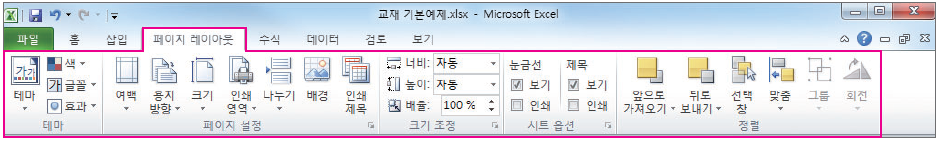 교재 기본예제.xlsx - Microsoft Excel
파일 홈 삽입 페이지 레이아웃 수식 데이터 검토 보기
가가 색 너비: 자동 눈금선 제목
가 글꼴 높이: 자동 보기 보기
테마 효과 여백 용지 방향 크기 인쇄 영역 나누기 배경 인쇄 제목 배율: 100 % 인쇄 인쇄 앞으로 가져오기 뒤로 보내기 선택 창 맞춤 그룹 회전
테마 페이지 설정 크기 조정 시트 옵션 정렬